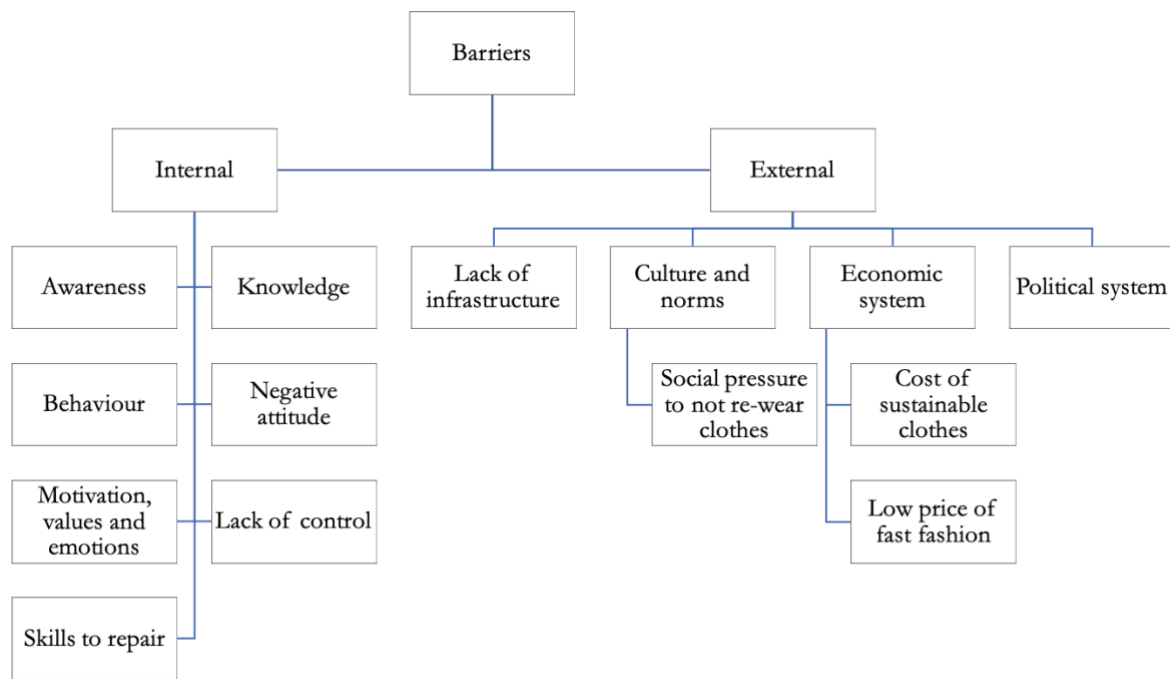 Barriers
Internal
External
Awareness
Knowledge
Lack of
infrastructure
Culture and
norms
Economic
system
Political system
Behaviour
Negative
attitude
Social pressure
to not re-wear
clothes
Cost of
sustainable
clothes
Motivation,
values and
emotions
Lack of control
Low price of
fast fashion
Skills to repair